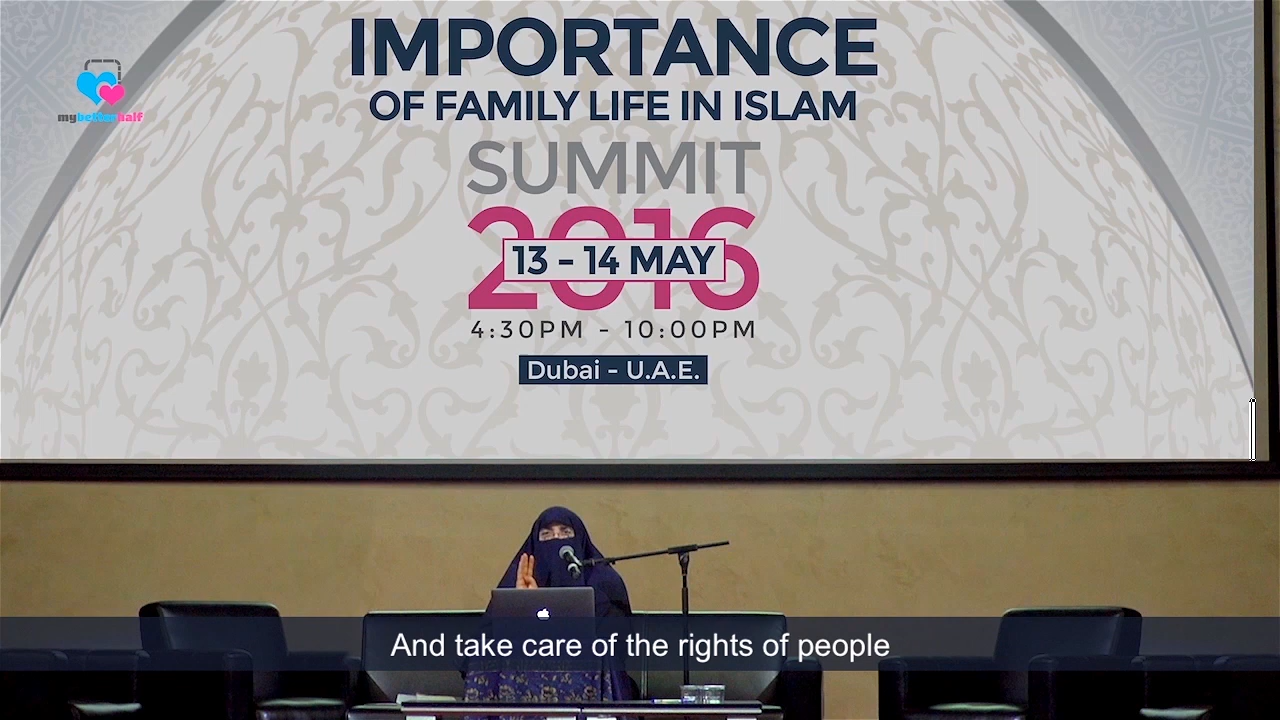 IMPORTANCE
OF FAMILY LIFE IN ISLAM
SUMMIT
2016
13 - 14 MAY
4:30PM - 10:00PM
Dubai - U.A.E.
mybetterhalf
And take care of the rights of people